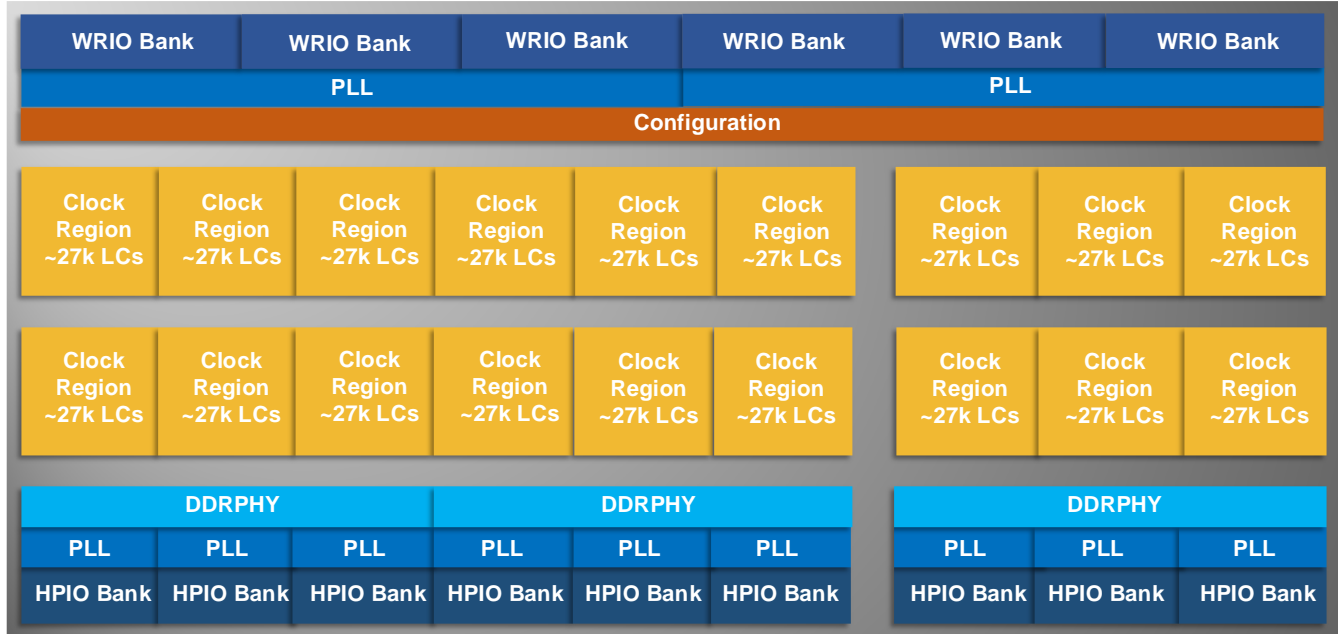 WRIO Bank WRIO Bank WRIO Bank WRIO Bank WRIO Bank WRIO Bank
PLL PLL
Configuration
Clock Clock Clock Clock Clock Clock Clock Clock Clock
Region Region Region Region Region Region Region Region Region
~27k LCs ~27k LCs ~27k LCs ~27k LCs ~27k LCs ~27k LCs ~27k LCs ~27k LCs ~27k LCs
Clock Clock Clock Clock Clock Clock Clock Clock Clock
Region Region Region Region Region Region Region Region Region
~27k LCs ~27k LCs ~27k LCs ~27k LCs ~27k LCs ~27k LCs ~27k LCs ~27k LCs ~27k LCs
DDRPHY DDRPHY DDRPHY
PLL PLL PLL PLL PLL PLL PLL PLL PLL
HPIO Bank HPIO Bank HPIO Bank HPIO Bank HPIO Bank HPIO Bank HPIO Bank HPIO Bank HPIO Bank